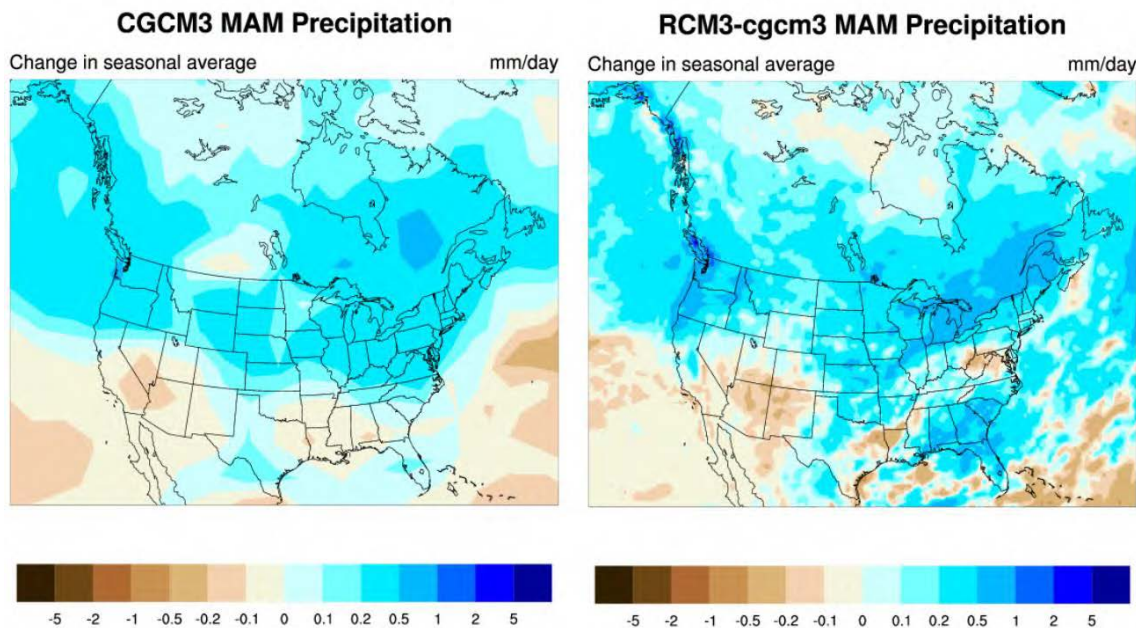 CGCM3 MAM Precipitation
Change in seasonal average mm/day
-5 -2 -1 -0.5 -0.2 -0.1 0 0.1 0.2 0.5 1 2 5
RCM3-cgcm3 MAM Precipitation
Change in seasonal average mm/day
-5 -2 -1 -0.5 -0.2 -0.1 0 0.1 0.2 0.5 1 2 5